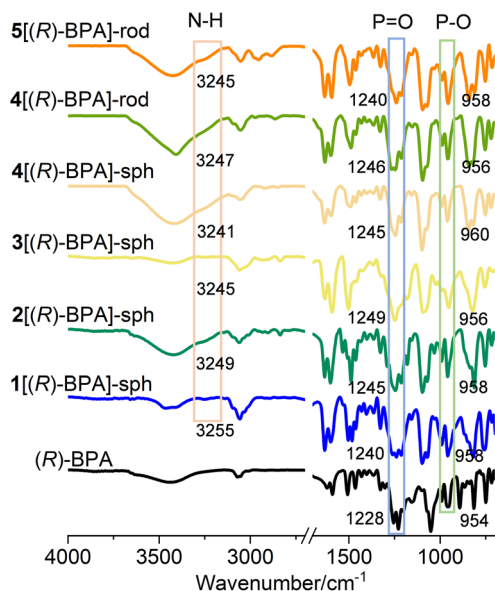 N-H P=O P-O
5[(R)-BPA]-rod
3245 1240 958
4[(R)-BPA]-rod
3247 1246 956
4[(R)-BPA]-sph
3241 1245 960
3[(R)-BPA]-sph
3245 1249 956
2[(R)-BPA]-sph
3249 1245 958
1[(R)-BPA]-sph
3255 1240 958
(R)-BPA
1228 954
4000 3500 3000 1500 1000
Wavenumber/cm⁻¹